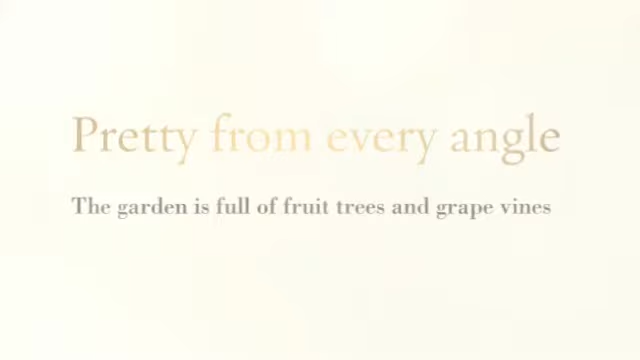 Pretty from every angle
The garden is full of fruit trees and grape vines